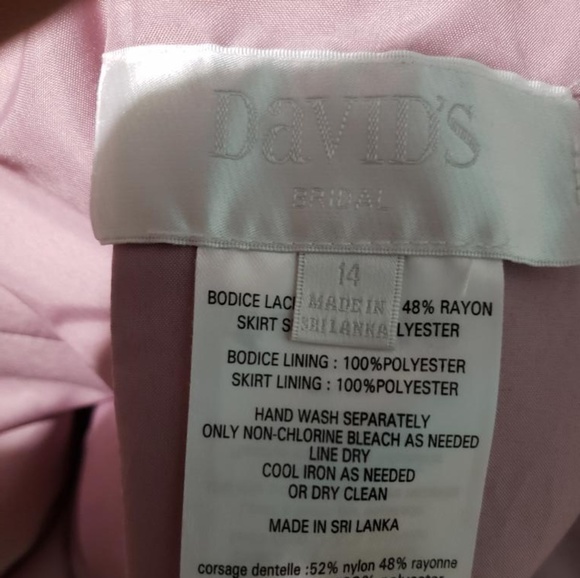 DaVID'S
BRIDAL
14
MADE IN
SRI LANKA
BODICE LAC 48% RAYON
SKIRT S LYESTER
BODICE LINING : 100%POLYESTER
SKIRT LINING : 100%POLYESTER
HAND WASH SEPARATELY
ONLY NON-CHLORINE BLEACH AS NEEDED
LINE DRY
COOL IRON AS NEEDED
OR DRY CLEAN
MADE IN SRI LANKA
corsage dentelle :52% nylon 48% rayonne